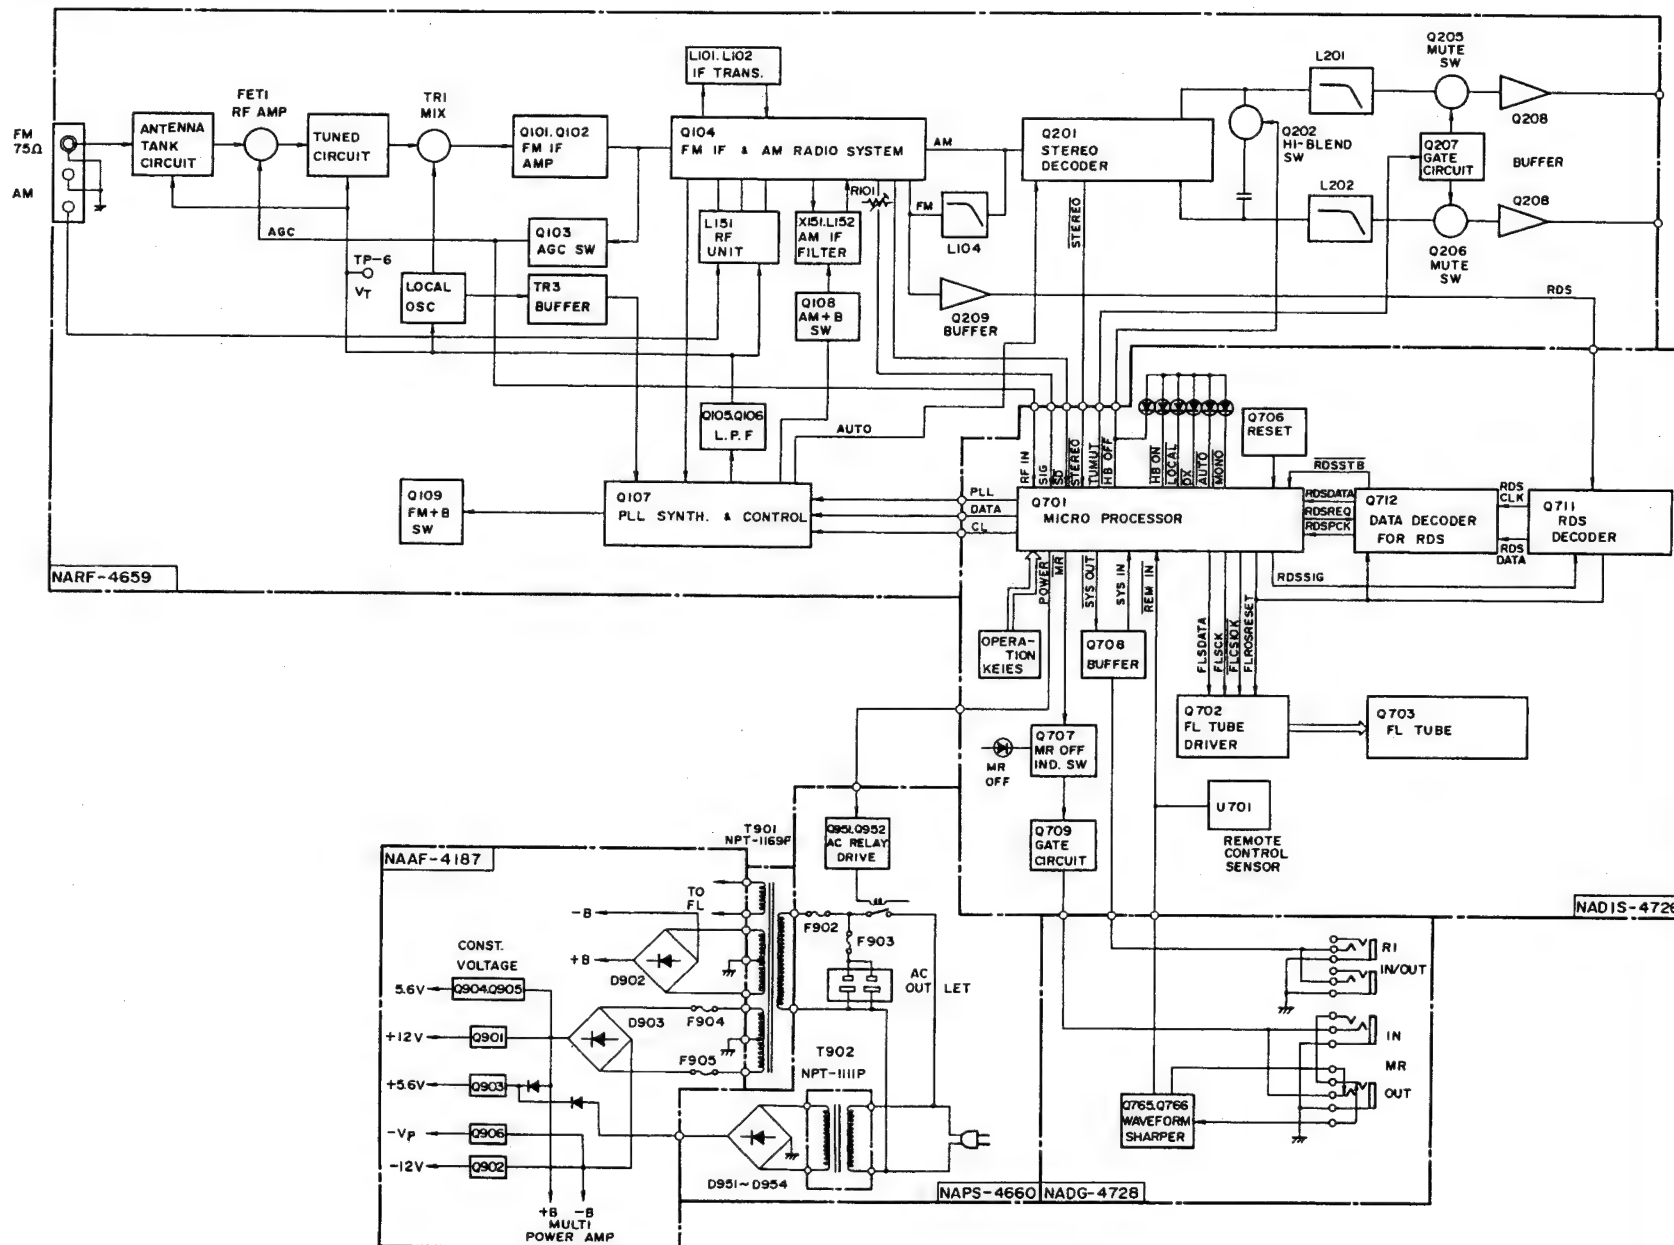 L101. L102
IF TRANS.
FM
75Ω
AM
ANTENNA
TANK
CIRCUIT
FET1
RF AMP
TUNED
CIRCUIT
TR1
MIX
Q101. Q102
FM IF
AMP
Q104
FM IF & AM RADIO SYSTEM
AM
Q201
STEREO
DECODER
L201
Q205
MUTE
SW
Q208
Q202
HI-BLEND
SW
Q207
GATE
CIRCUIT
BUFFER
L202
Q206
MUTE
SW
Q208
AGC
Q103
AGC SW
TP-6
VT
LOCAL
OSC
TR3
BUFFER
L151
RF
UNIT
X151. L152
AM IF
FILTER
R101
FM
L104
STEREO
Q108
AM+B
SW
Q209
BUFFER
RDS
Q105. Q106
L.P.F
AUTO
Q109
FM+B
SW
Q107
PLL SYNTH. & CONTROL
PLL
DATA
CL
NARF-4659
RF IN
SIG
SD
STEREO
TUMUT
HB OFF
HB ON
LOCAL
DX
AUTO
MONO
Q706
RESET
Q701
MICRO PROCESSOR
RDSSTB
RDSDATA
RDSREQ
RDSPCK
Q712
DATA DECODER
FOR RDS
RDS
CLK
RDS
DATA
Q711
RDS
DECODER
RDSSIG
POWER
MR
SYS OUT
SYS IN
REM IN
FLSDATA
FLSCK
FLROSRESET
OPERA-
TION
KEIES
Q708
BUFFER
Q702
FL TUBE
DRIVER
Q703
FL TUBE
MR
OFF
Q707
MR OFF
IND. SW
Q709
GATE
CIRCUIT
U701
REMOTE
CONTROL
SENSOR
NADIS-4726
Q951. Q952
AC RELAY
DRIVE
T901
NPT-1169P
NAAF-4187
TO
FL
-B
+B
D902
F902
F903
AC
OUT LET
CONST.
VOLTAGE
5.6V
Q904. Q905
D903
F904
F905
+12V
Q901
+5.6V
Q903
-VP
Q906
-12V
Q902
T902
NPT-1111P
D951~D954
+B -B
MULTI
POWER AMP
NAPS-4660
NADG-4728
RI
IN/OUT
IN
MR
OUT
Q765. Q766
WAVEFORM
SHARPER